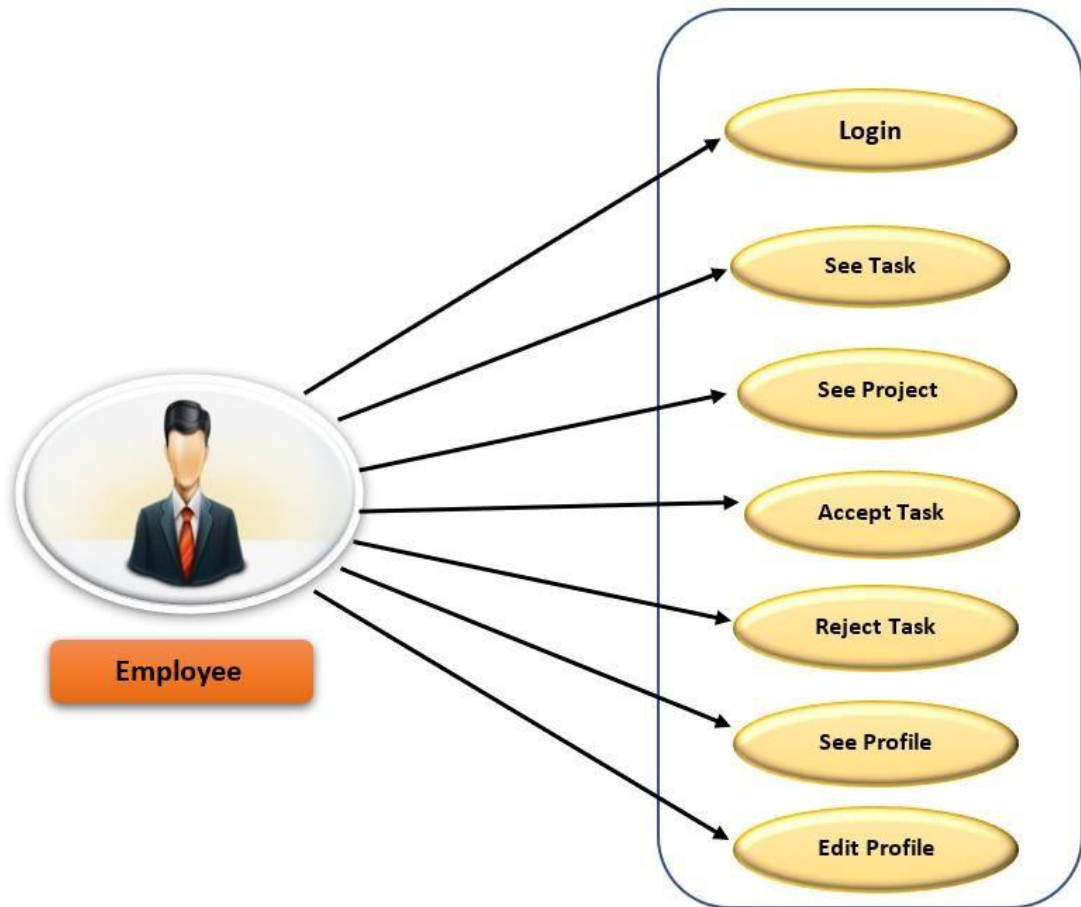 Login
See Task
See Project
Accept Task
Reject Task
Employee
See Profile
Edit Profile